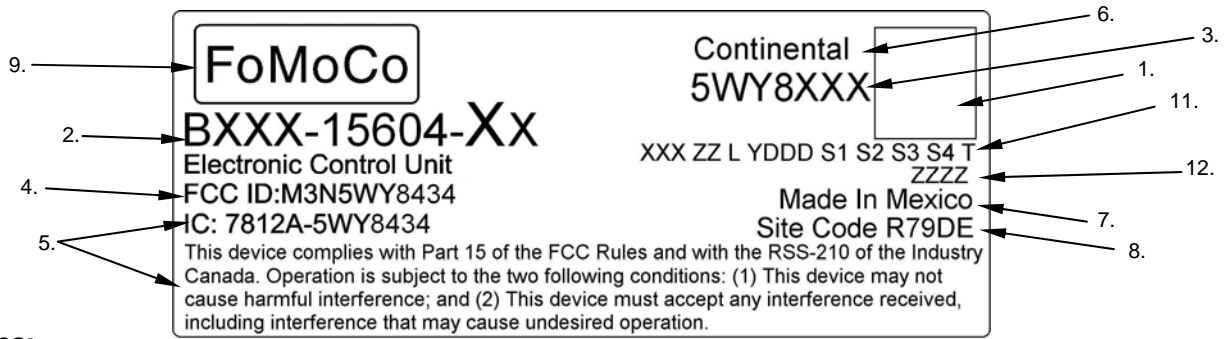 6.
Continental
3.
9.
FoMoCo
5WY8XXX
1.
11.
2.
BXXX-15604-Xx
XXX ZZ L YDDD S1 S2 S3 S4 T
Electronic Control Unit
ZZZZ
12.
4.
FCC ID:M3N5WY8434
Made In Mexico
7.
5.
IC: 7812A-5WY8434
Site Code R79DE
8.
This device complies with Part 15 of the FCC Rules and with the RSS-210 of the Industry
Canada. Operation is subject to the two following conditions: (1) This device may not
cause harmful interference; and (2) This device must accept any interference received,
including interference that may cause undesired operation.